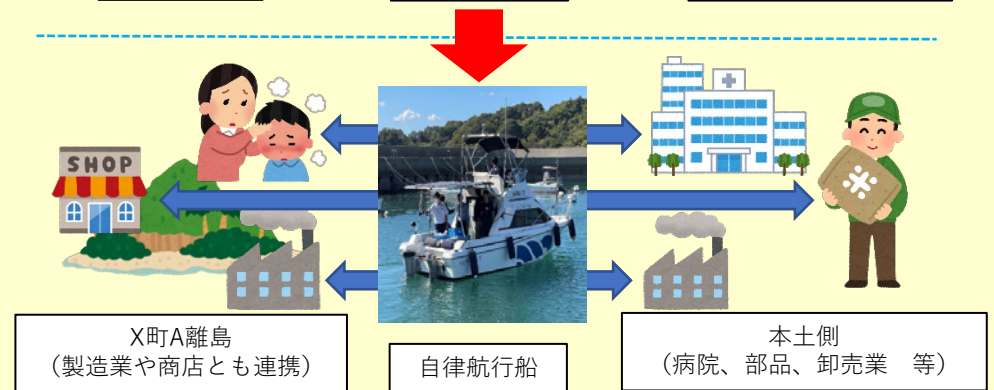 SHOP
米
X町A離島
（製造業や商店とも連携）
自律航行船
本土側
（病院、部品、卸売業　等）